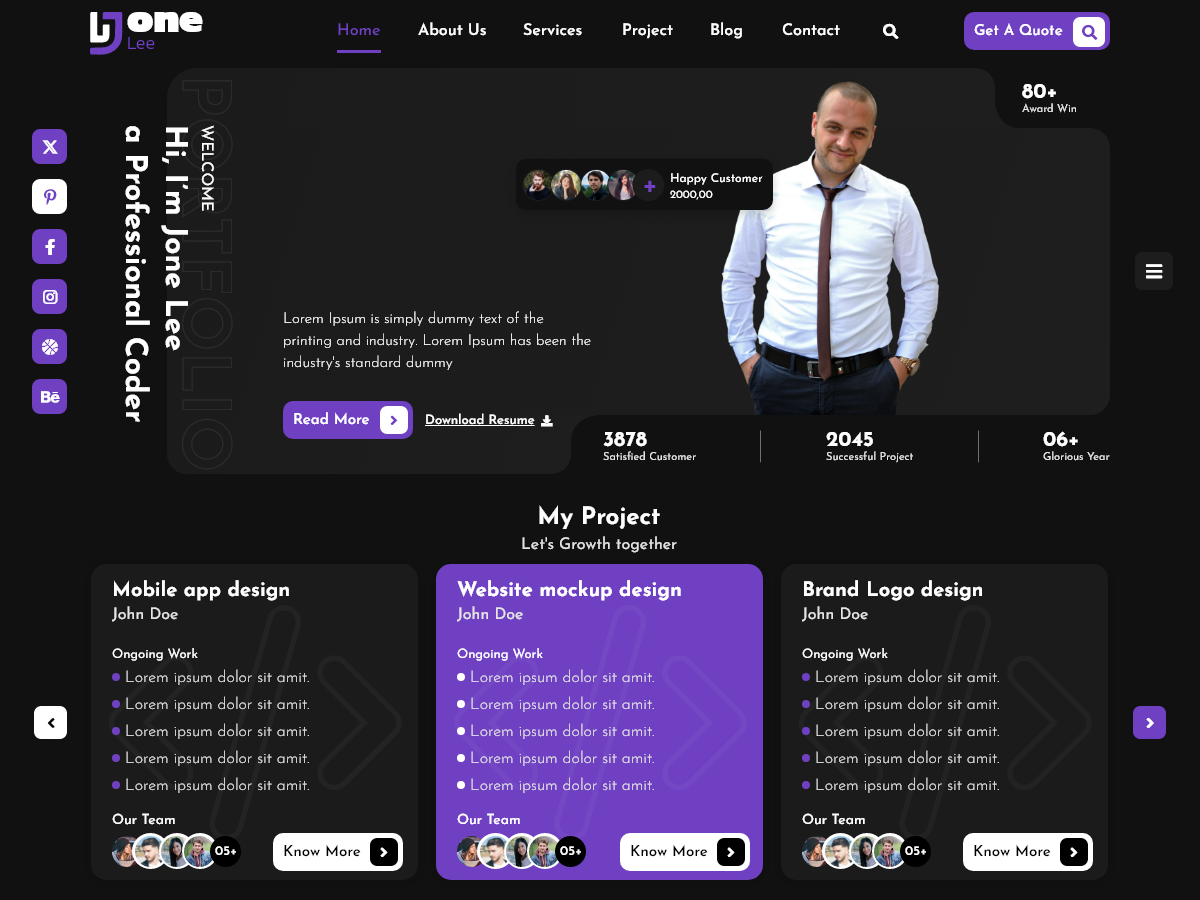 one
Lee
Home
About Us
Services
Project
Blog
Contact
Get A Quote
80+
Award Win
PORTFOLIO
WELCOME
Hi, I'm Jone Lee
a Professional Coder
Happy Customer
2000,00
Lorem Ipsum is simply dummy text of the
printing and industry. Lorem Ipsum has been the
industry's standard dummy
Read More
Download Resume
Bē
3878
Satisfied Customer
2045
Successful Project
06+
Glorious Year
My Project
Let's Growth together
Mobile app design
John Doe
Ongoing Work
Lorem ipsum dolor sit amit.
Lorem ipsum dolor sit amit.
Lorem ipsum dolor sit amit.
Lorem ipsum dolor sit amit.
Lorem ipsum dolor sit amit.
Our Team
05+
Know More
Website mockup design
John Doe
Ongoing Work
Lorem ipsum dolor sit amit.
Lorem ipsum dolor sit amit.
Lorem ipsum dolor sit amit.
Lorem ipsum dolor sit amit.
Lorem ipsum dolor sit amit.
Our Team
05+
Know More
Brand Logo design
John Doe
Ongoing Work
Lorem ipsum dolor sit amit.
Lorem ipsum dolor sit amit.
Lorem ipsum dolor sit amit.
Lorem ipsum dolor sit amit.
Lorem ipsum dolor sit amit.
Our Team
05+
Know More